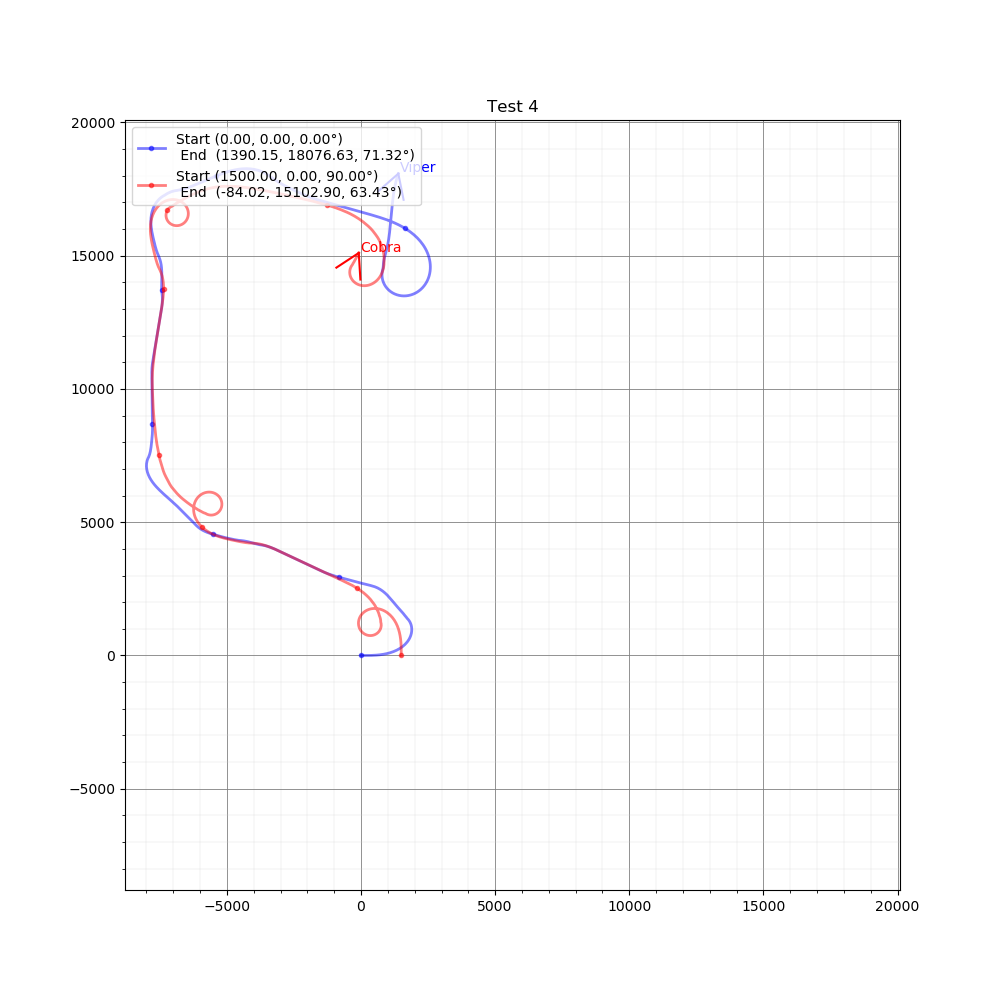 Test 4
Start (0.00, 0.00, 0.00°)
End  (1390.15, 18076.63, 71.32°)
Start (1500.00, 0.00, 90.00°)
End  (-84.02, 15102.90, 63.43°)
Viper
Cobra
20000
15000
10000
5000
0
−5000
−5000
0
5000
10000
15000
20000